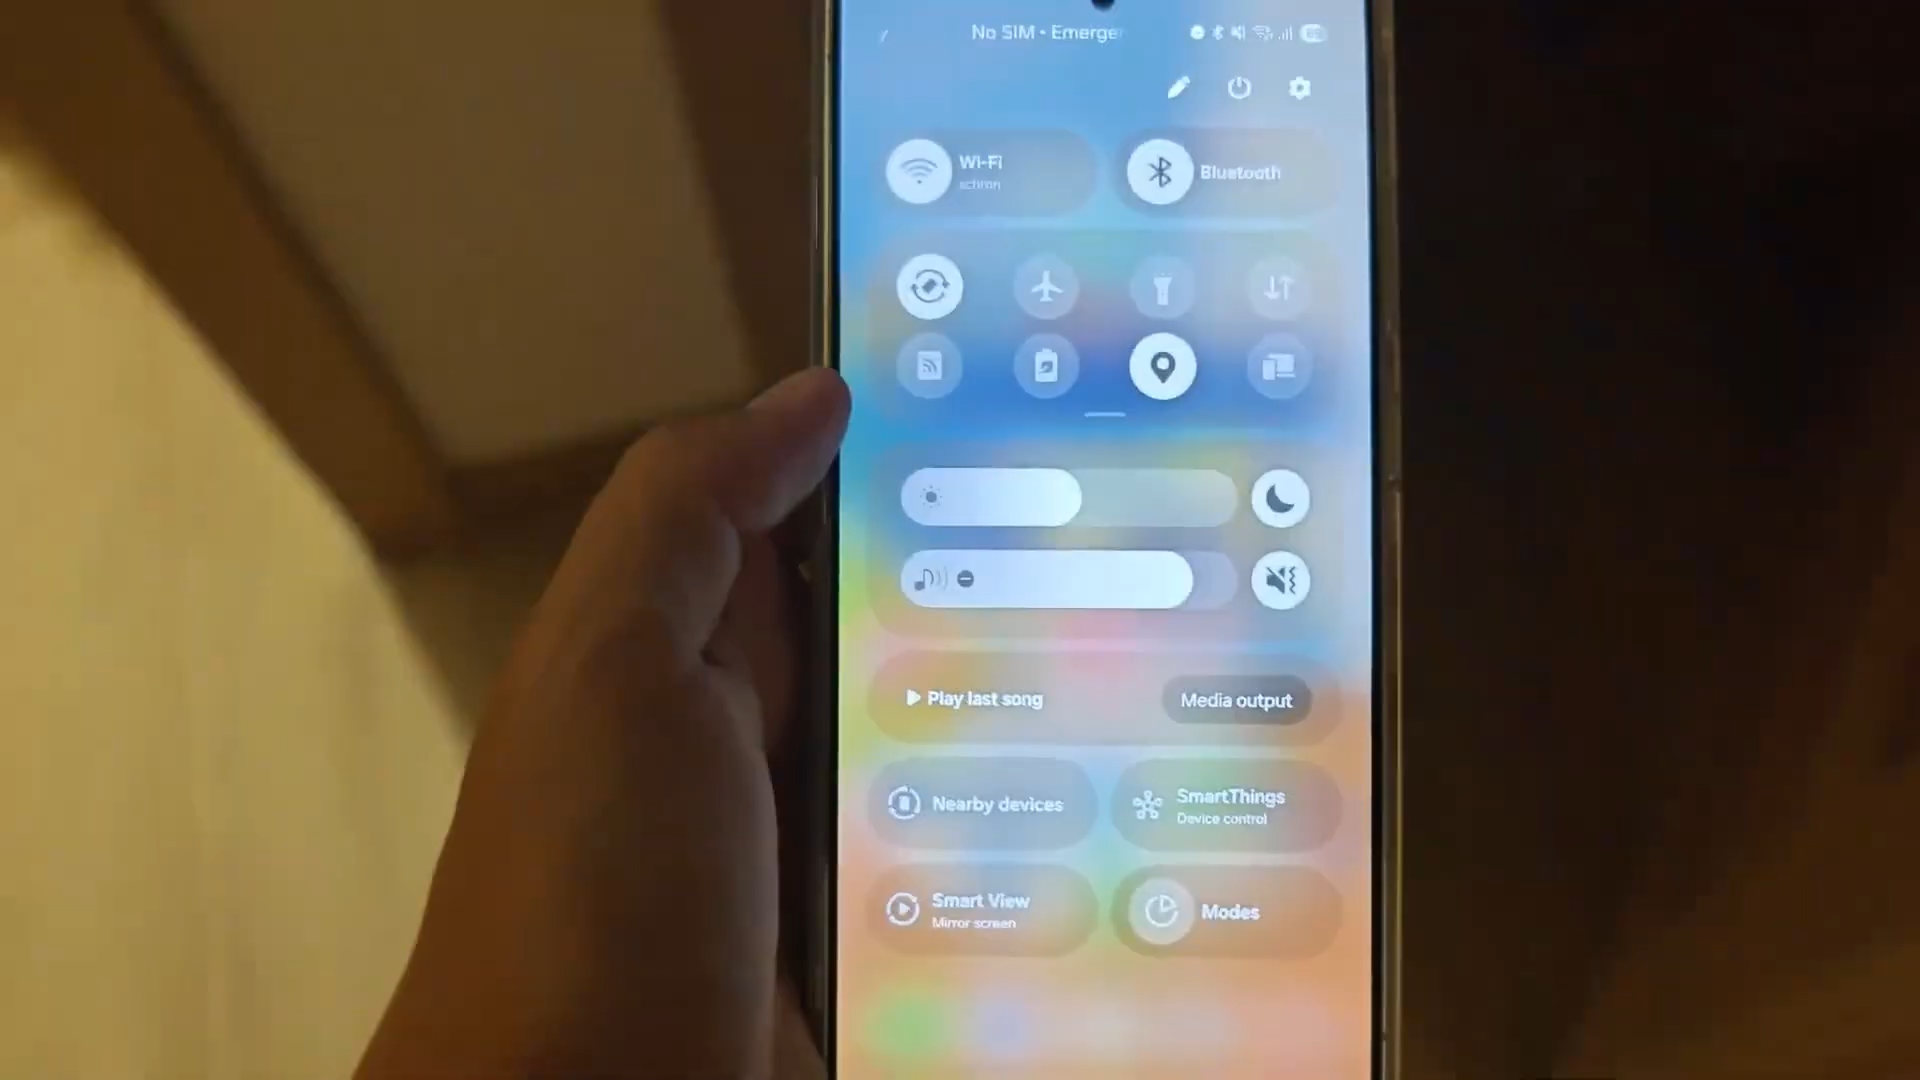 No SIM • Emerge
Wi-Fi
schron
Bluetooth
Play last song
Media output
Nearby devices
SmartThings
Device control
Smart View
Mirror screen
Modes